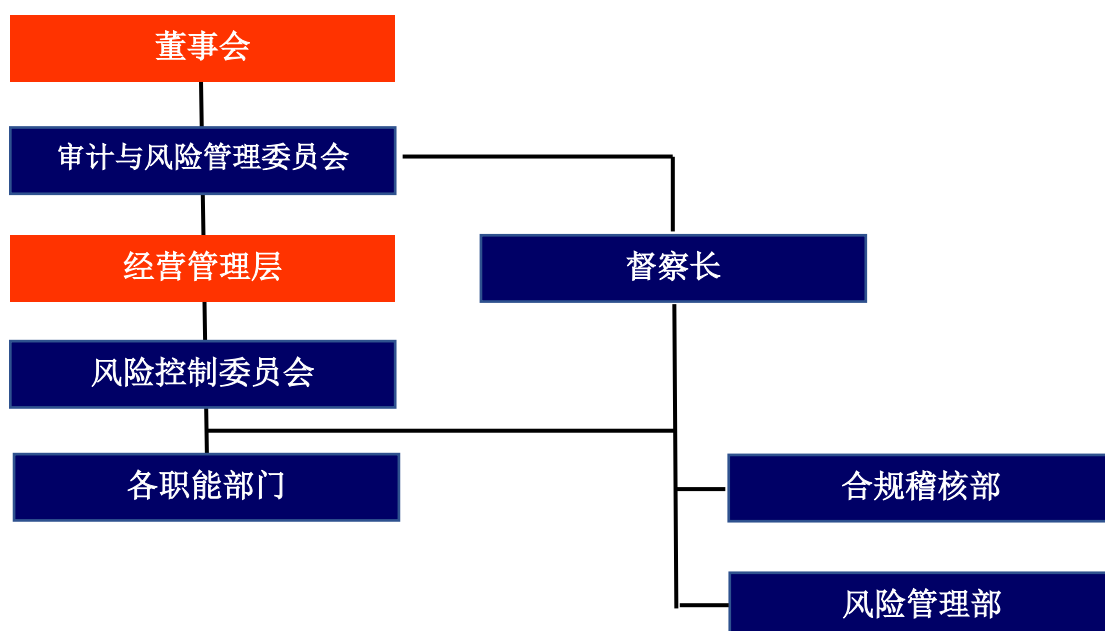 董事会
审计与风险管理委员会
经营管理层
督察长
风险控制委员会
各职能部门
合规稽核部
风险管理部